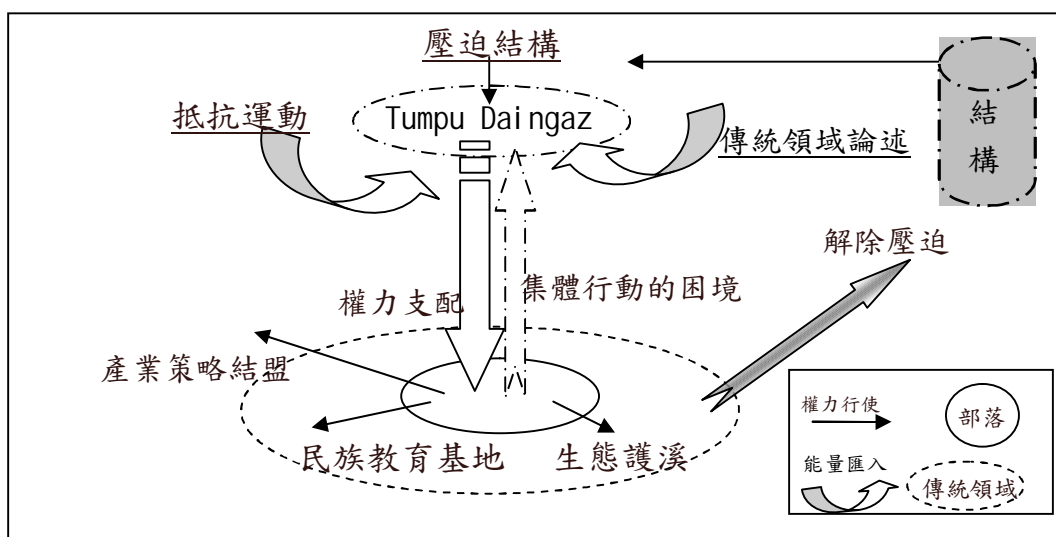 壓迫結構
抵抗運動
Tumpu Daingaz
傳統領域論述
結構
解除壓迫
權力支配
集體行動的困境
產業策略結盟
民族教育基地
生態護溪
權力行使
部落
能量匯入
傳統領域